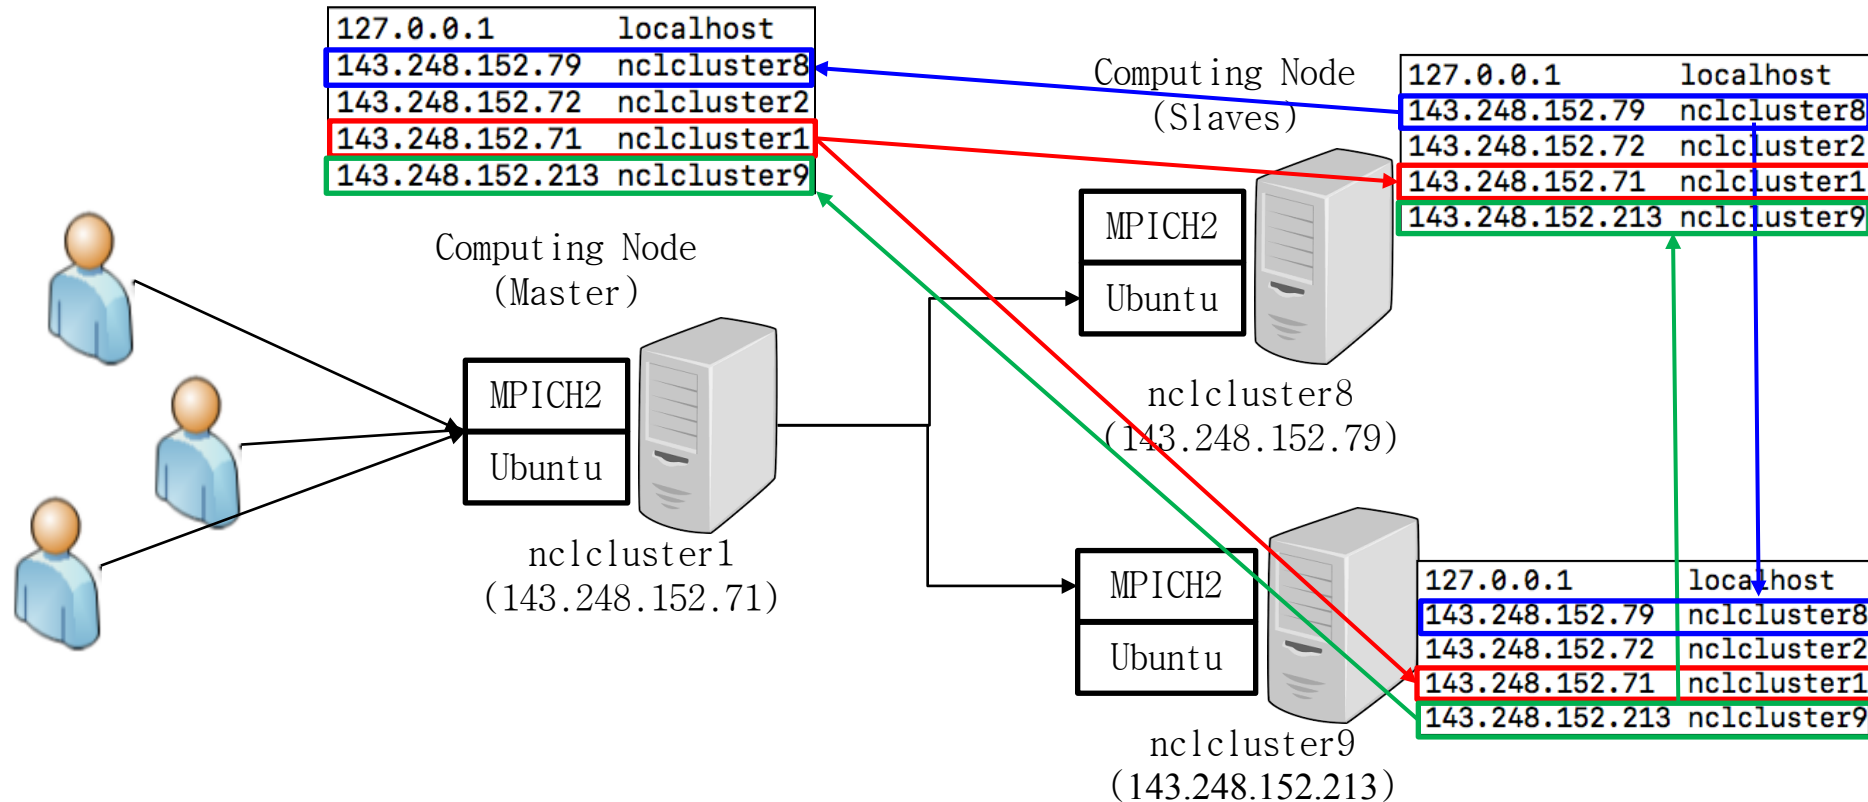 127.0.0.1 localhost
143.248.152.79 nclcluster8
143.248.152.72 nclcluster2
143.248.152.71 nclcluster1
143.248.152.213 nclcluster9
Computing Node
(Master)
MPICH2
Ubuntu
nclcluster1
(143.248.152.71)
Computing Node
(Slaves)
127.0.0.1 localhost
143.248.152.79 nclcluster8
143.248.152.72 nclcluster2
143.248.152.71 nclcluster1
143.248.152.213 nclcluster9
MPICH2
Ubuntu
nclcluster8
(143.248.152.79)
MPICH2
Ubuntu
nclcluster9
(143.248.152.213)
127.0.0.1 localhost
143.248.152.79 nclcluster8
143.248.152.72 nclcluster2
143.248.152.71 nclcluster1
143.248.152.213 nclcluster9